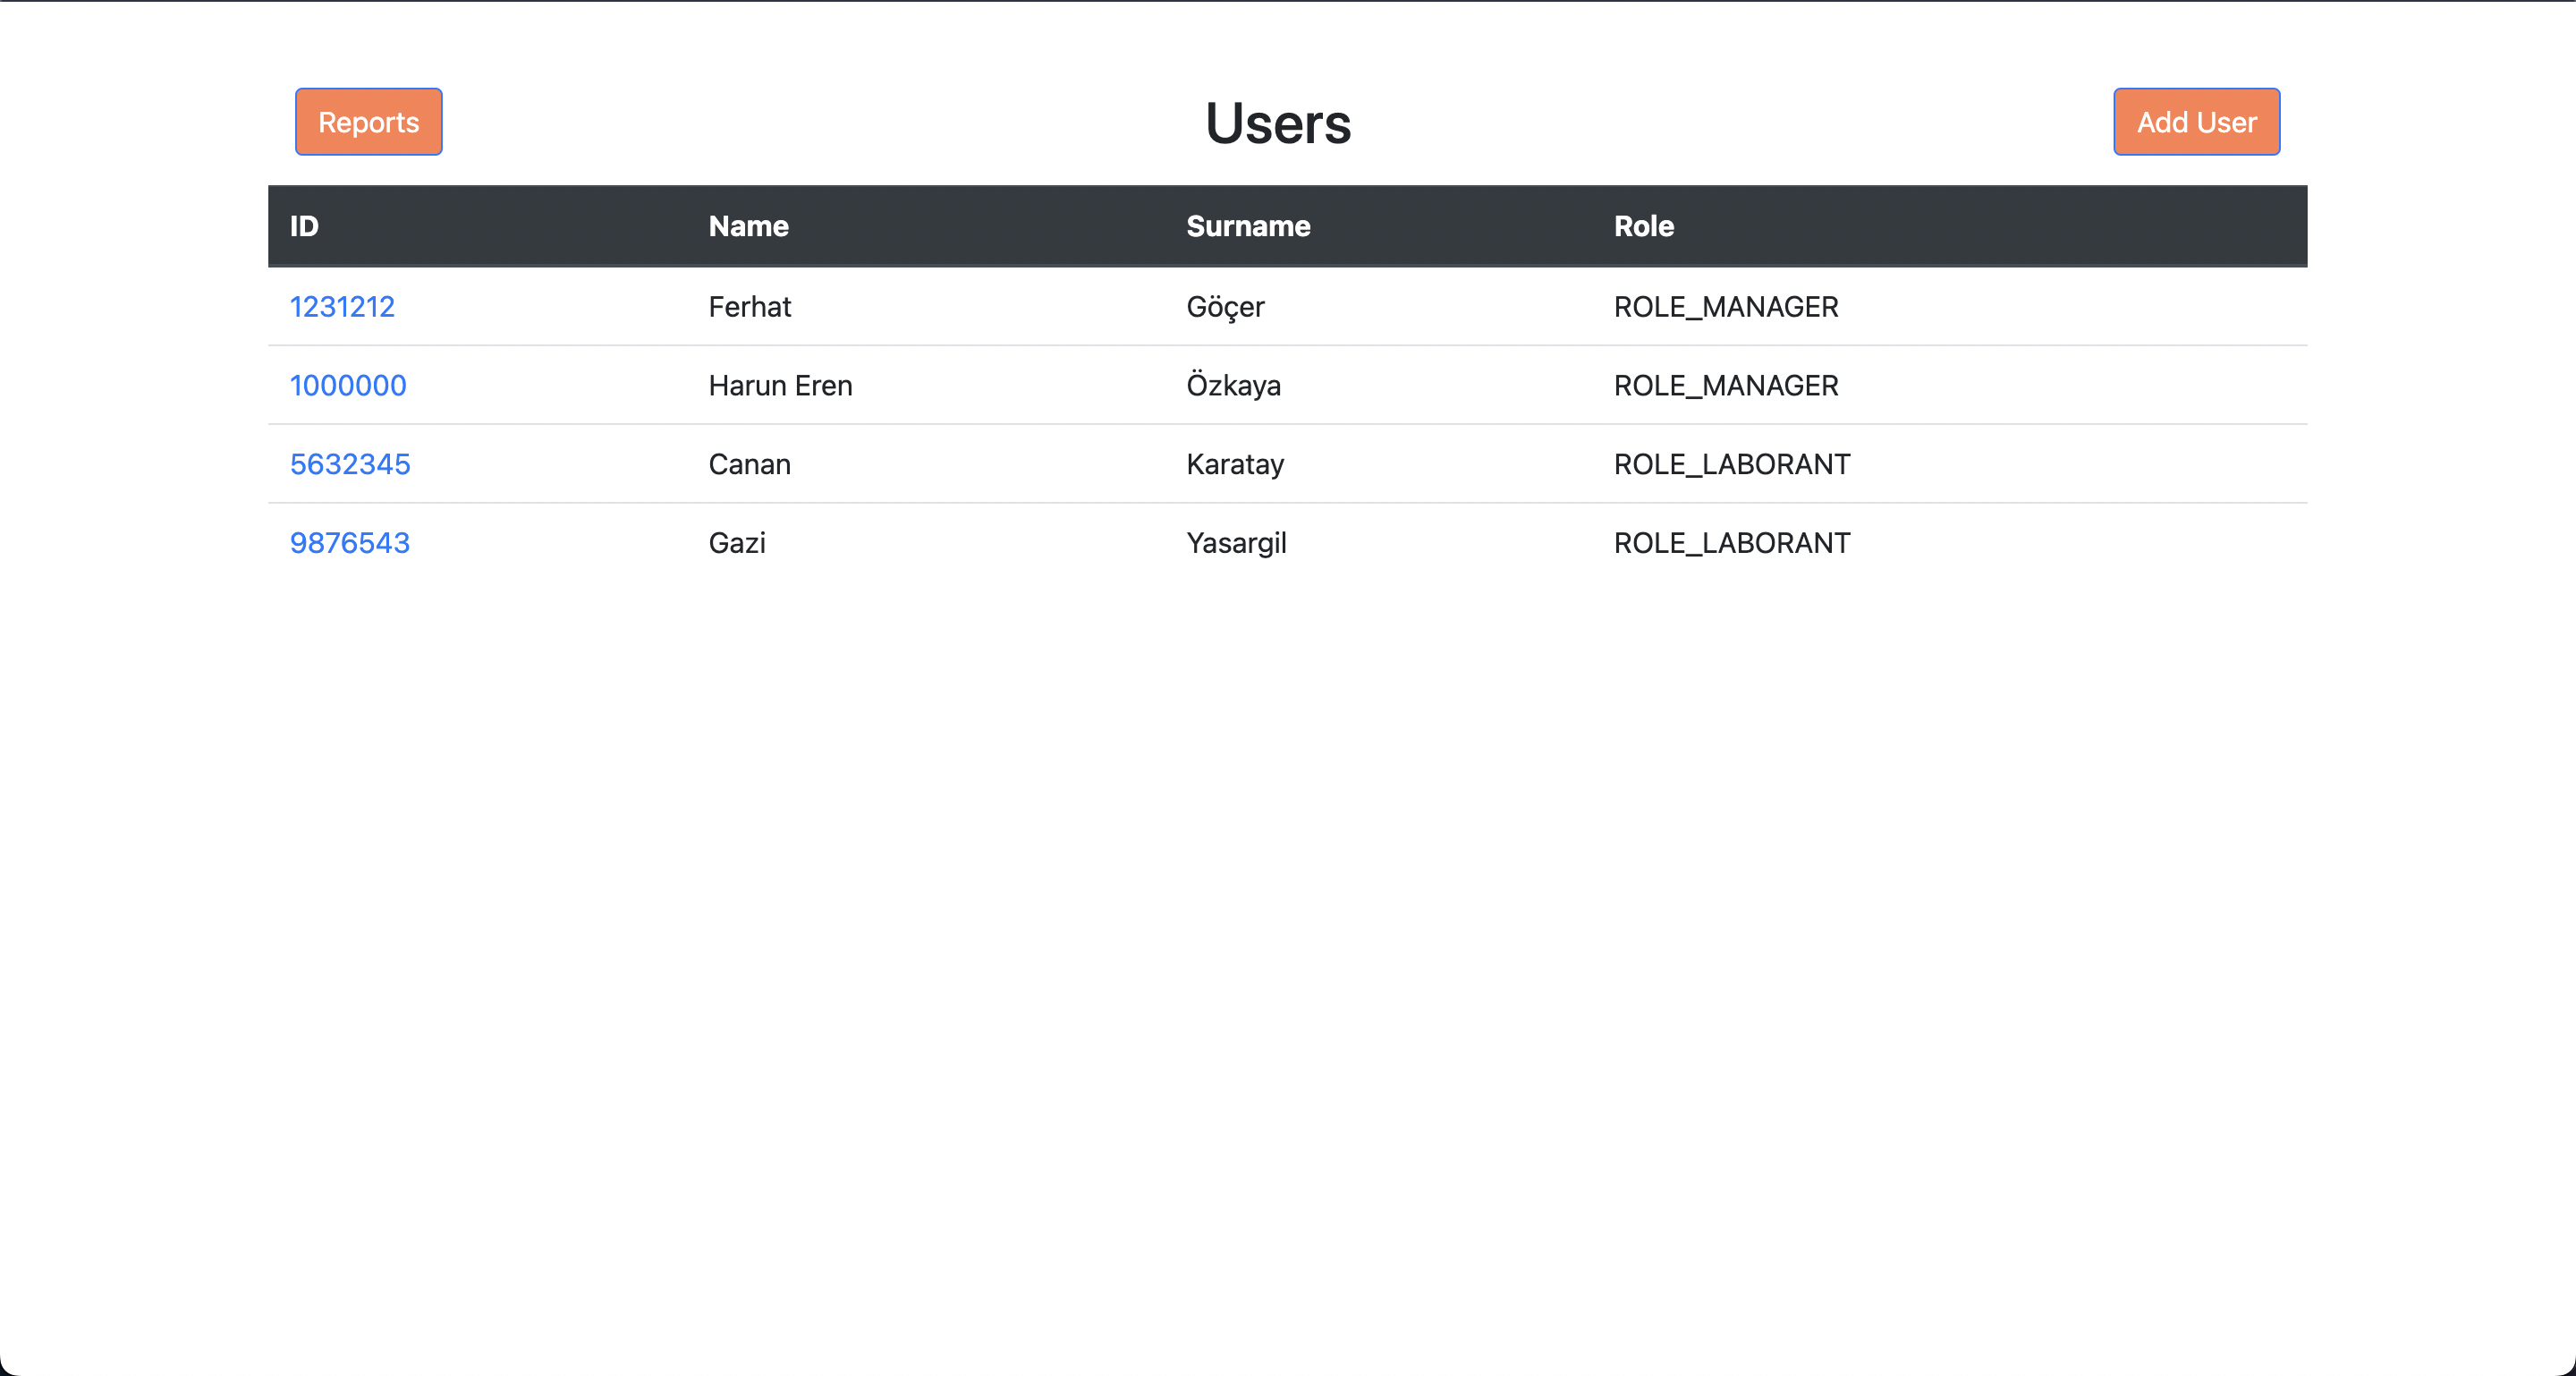 Reports Users Add User
ID Name Surname Role
1231212 Ferhat Göçer ROLE_MANAGER
1000000 Harun Eren Özkaya ROLE_MANAGER
5632345 Canan Karatay ROLE_LABORANT
9876543 Gazi Yasargil ROLE_LABORANT